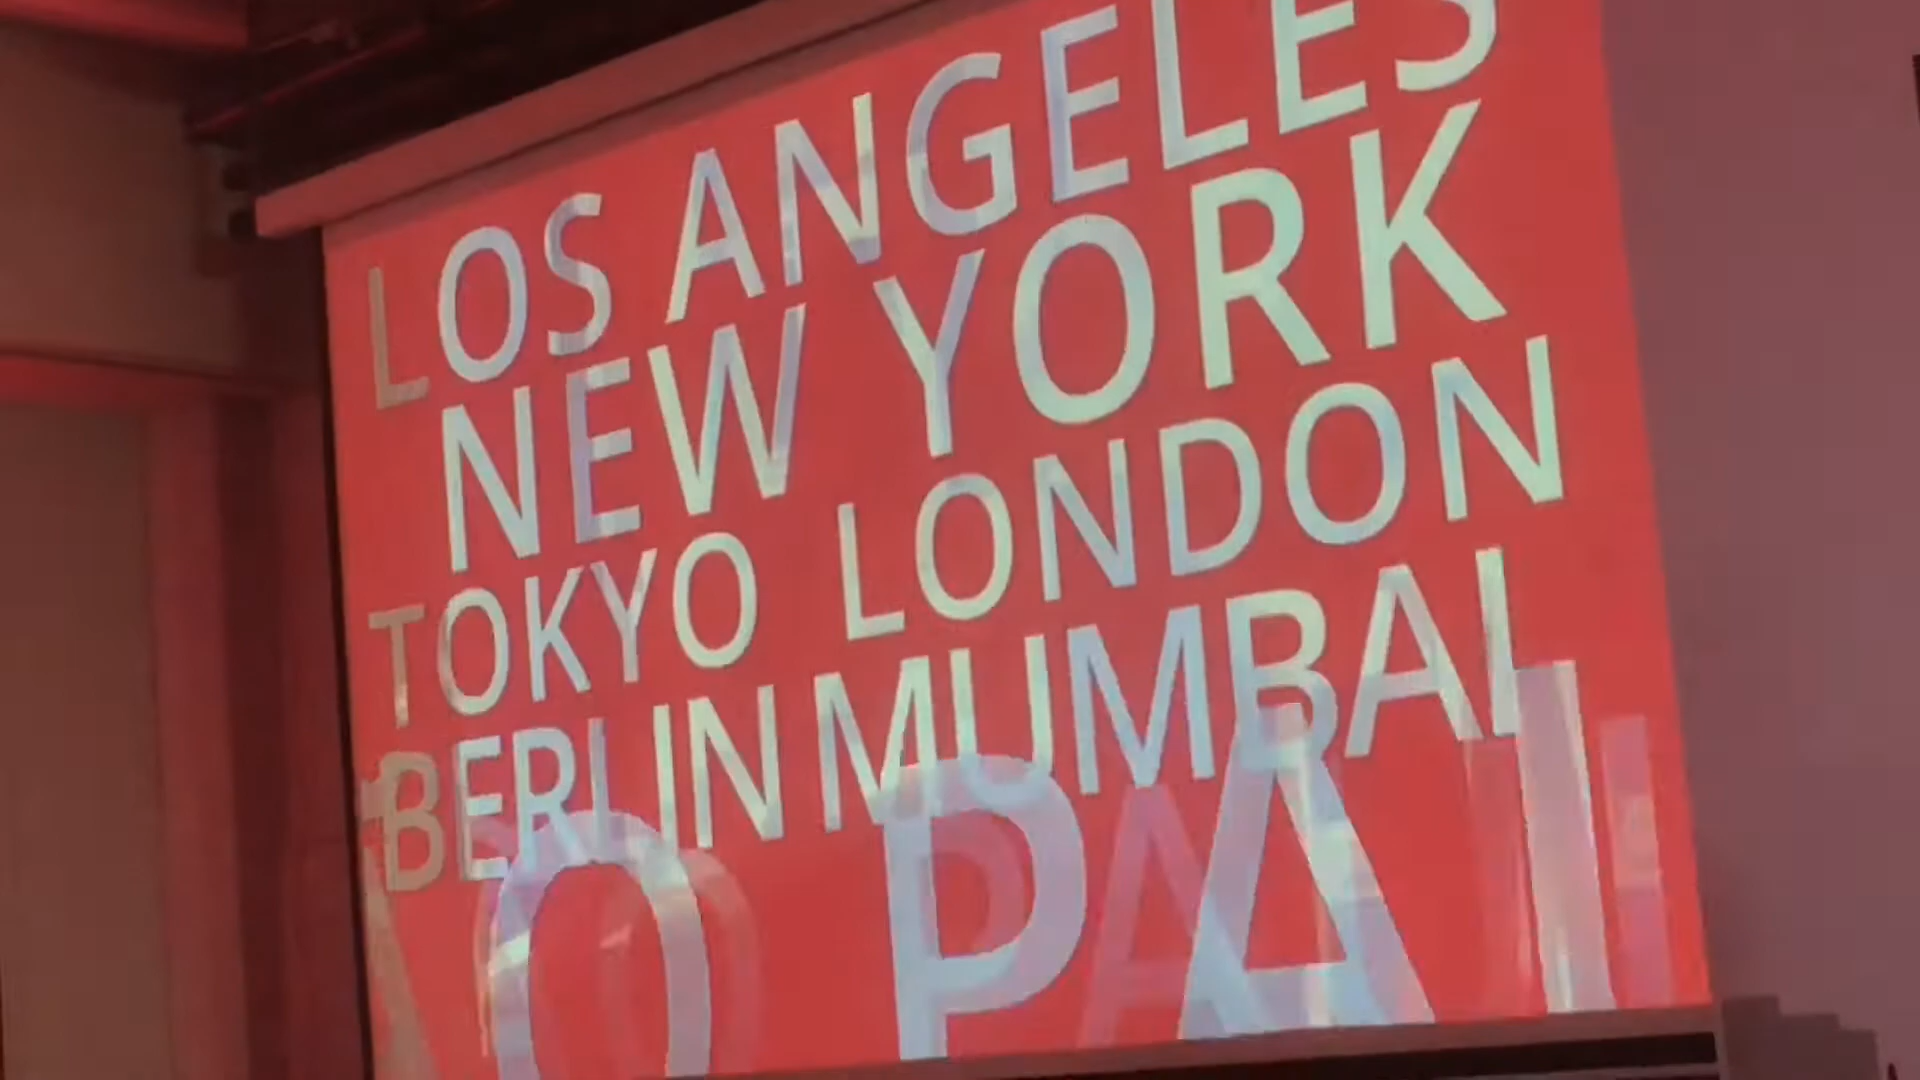 LOS ANGELES
NEW YORK
TOKYO LONDON
BERLIN MUMBAI